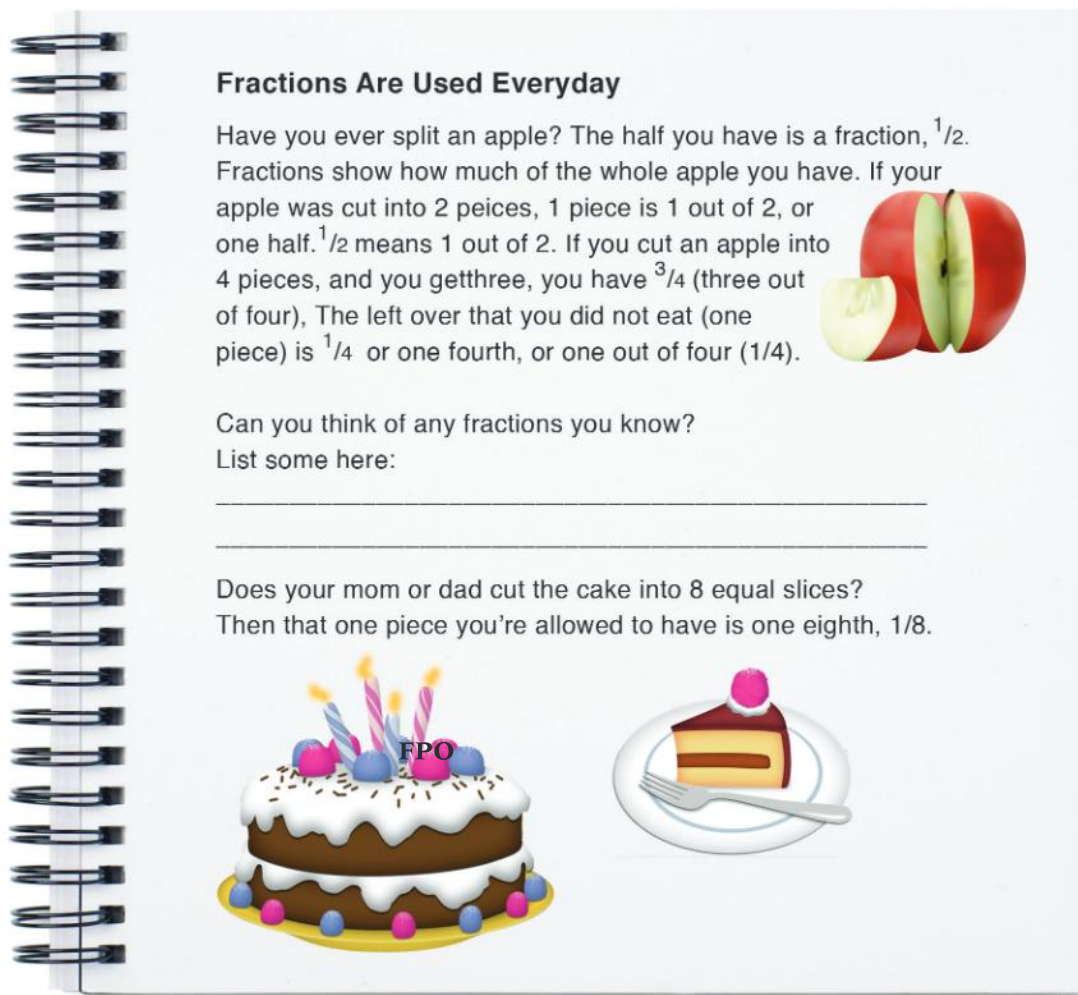 Fractions Are Used Everyday
Have you ever split an apple? The half you have is a fraction, 1/2.
Fractions show how much of the whole apple you have. If your
apple was cut into 2 peices, 1 piece is 1 out of 2, or
one half.1/2 means 1 out of 2. If you cut an apple into
4 pieces, and you getthree, you have 3/4 (three out
of four), The left over that you did not eat (one
piece) is 1/4 or one fourth, or one out of four (1/4).
Can you think of any fractions you know?
List some here:
Does your mom or dad cut the cake into 8 equal slices?
Then that one piece you're allowed to have is one eighth, 1/8.
FPO